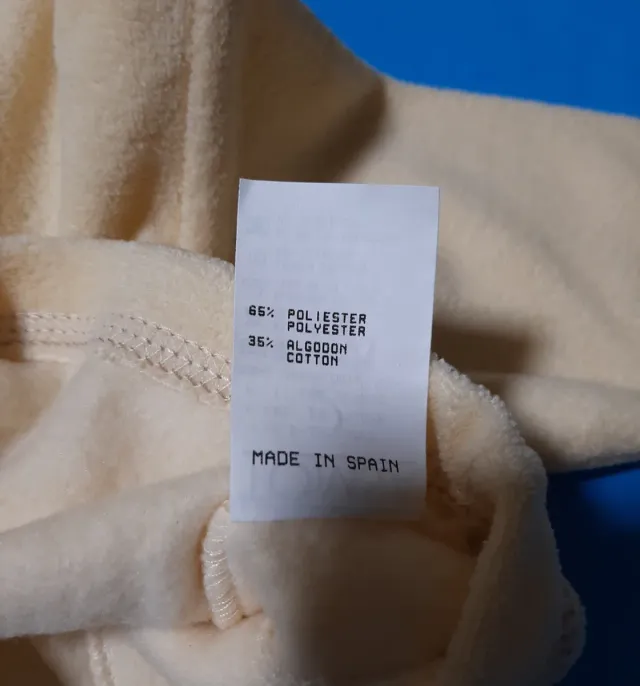 65% POLIESTER
POLYESTER
35% ALGODON
COTTON
MADE IN SPAIN